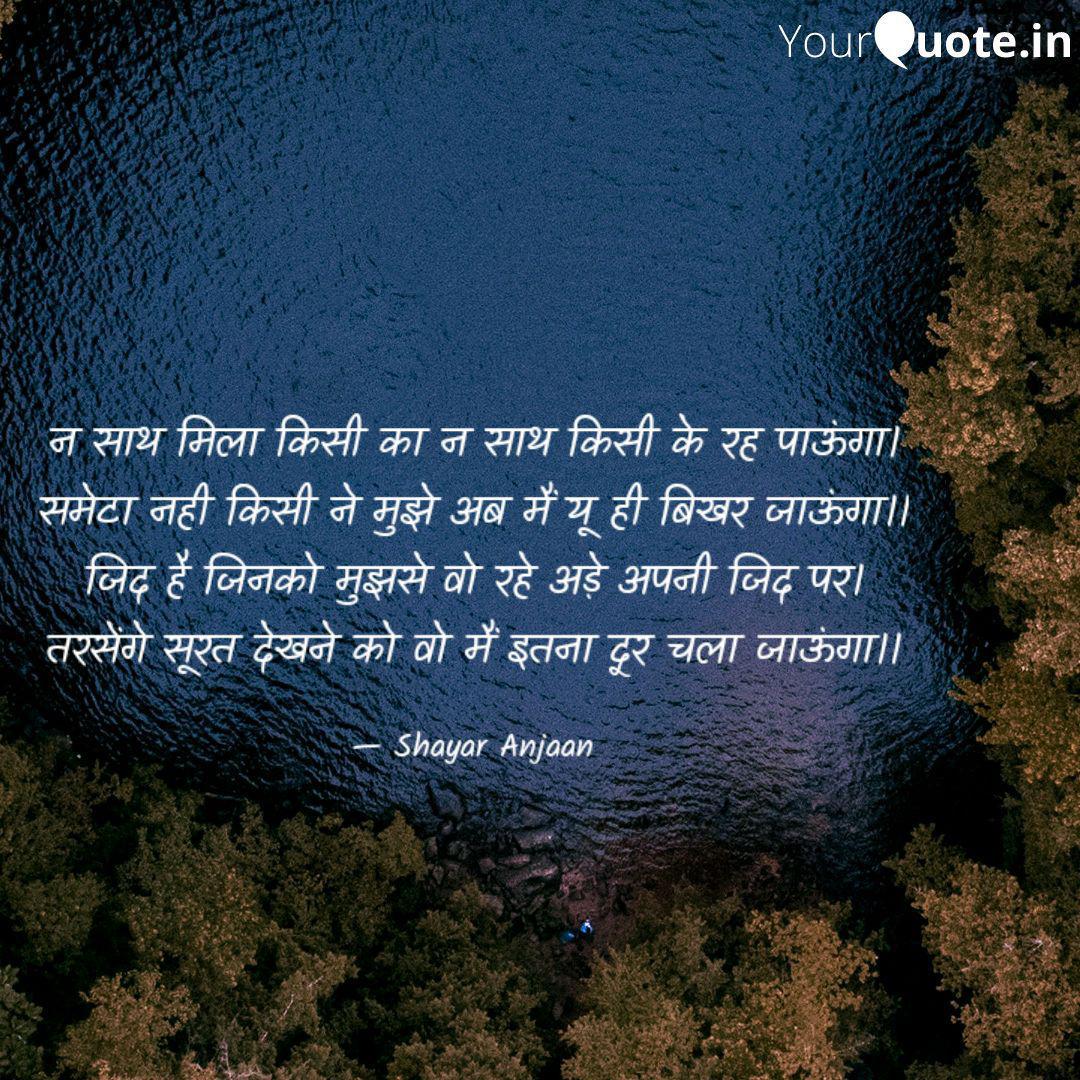 YourQuote.in
न साथ मिला किसी का न साथ किसी के रह पाऊंगा।
समेटा नही किसी ने मुझे अब मैं यू ही बिखर जाऊंगा।।
जिद है जिनको मुझसे वो रहे अड़े अपनी जिद पर।
तरसेंगे सूरत देखने को वो मैं इतना दूर चला जाऊंगा।।
— Shayar Anjaan